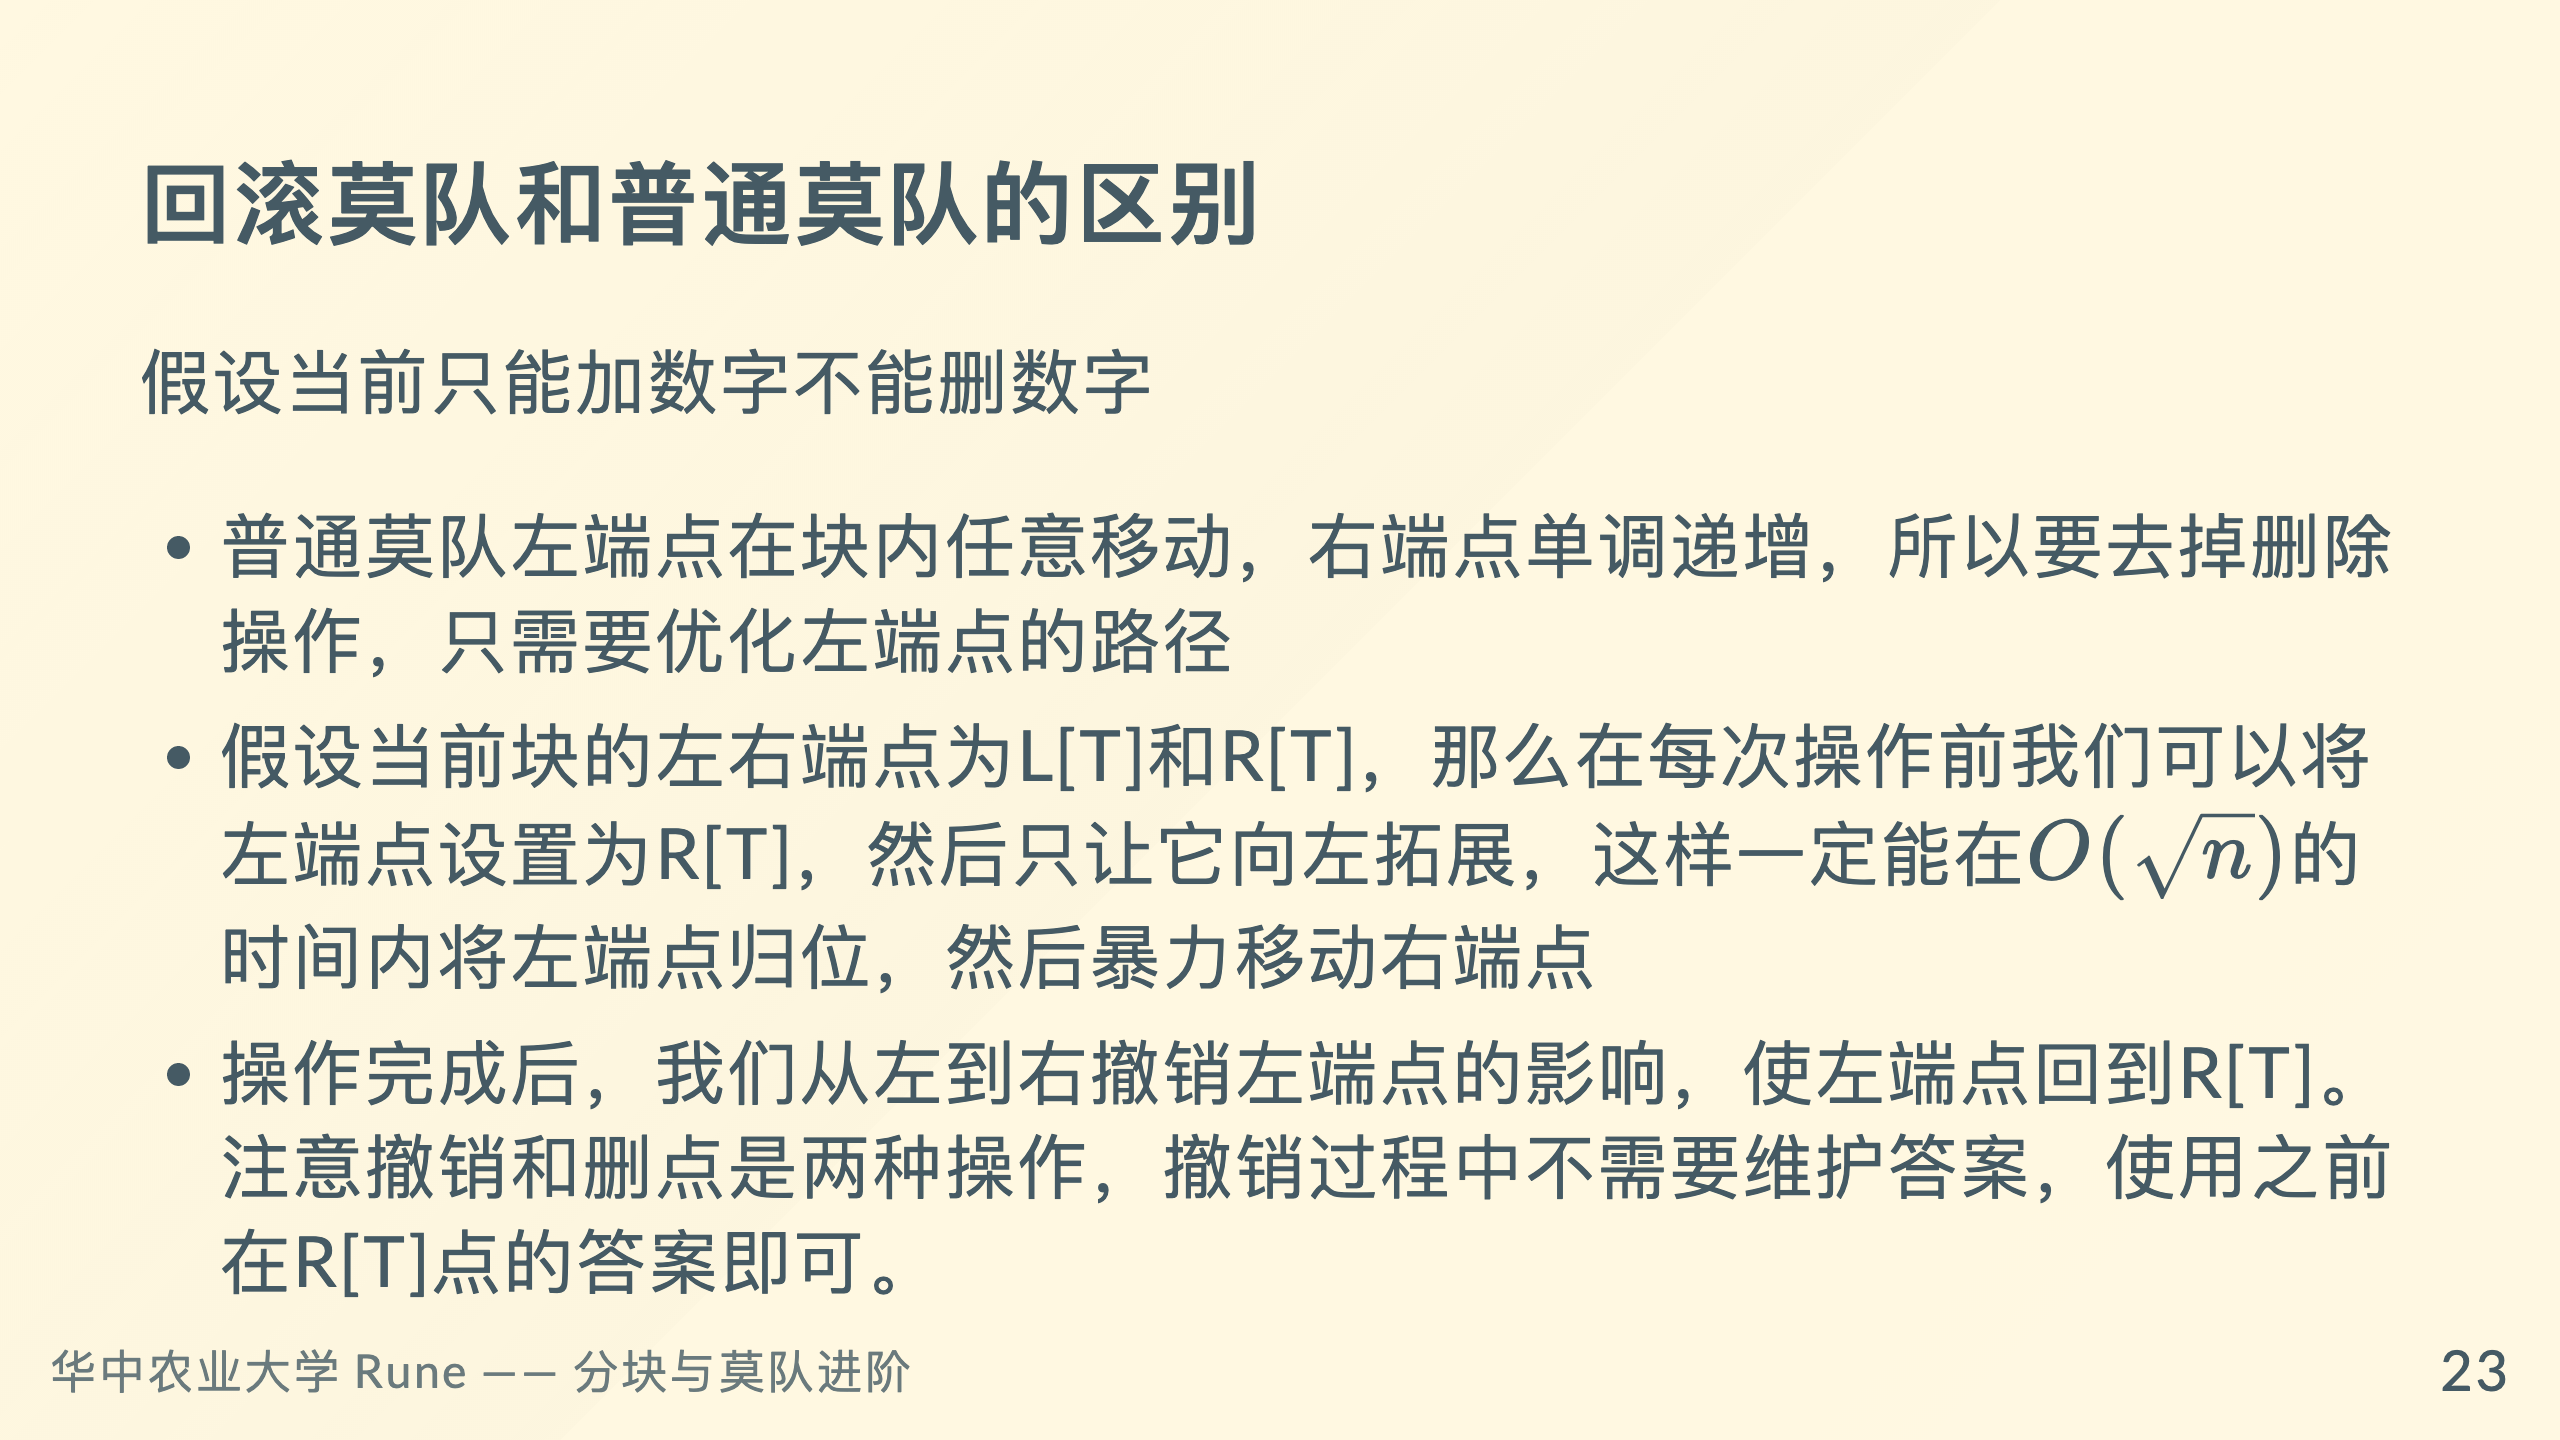 回滚莫队和普通莫队的区别
假设当前只能加数字不能删数字
• 普通莫队左端点在块内任意移动，右端点单调递增，所以要去掉删除
操作，只需要优化左端点的路径
• 假设当前块的左右端点为L[T]和R[T]，那么在每次操作前我们可以将
左端点设置为R[T]，然后只让它向左拓展，这样一定能在$O(\sqrt{n})$的
时间内将左端点归位，然后暴力移动右端点
• 操作完成后，我们从左到右撤销左端点的影响，使左端点回到R[T]。
注意撤销和删点是两种操作，撤销过程中不需要维护答案，使用之前
在R[T]点的答案即可。
华中农业大学 Rune —— 分块与莫队进阶
23